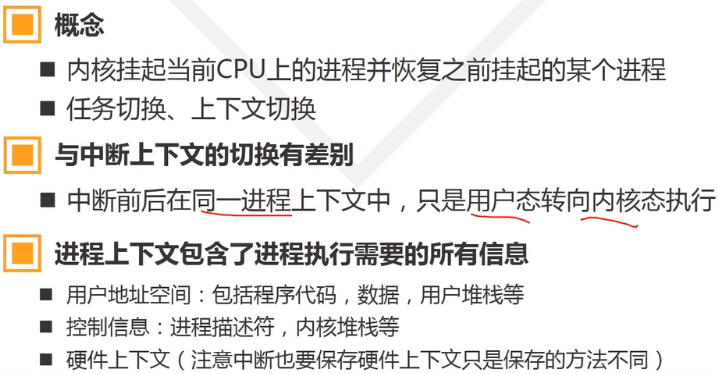 概念
内核挂起当前CPU上的进程并恢复之前挂起的某个进程
任务切换、上下文切换
与中断上下文的切换有差别
中断前后在同一进程上下文中，只是用户态转向内核态执行
进程上下文包含了进程执行需要的所有信息
用户地址空间：包括程序代码，数据，用户堆栈等
控制信息：进程描述符，内核堆栈等
硬件上下文（注意中断也要保存硬件上下文只是保存的方法不同）